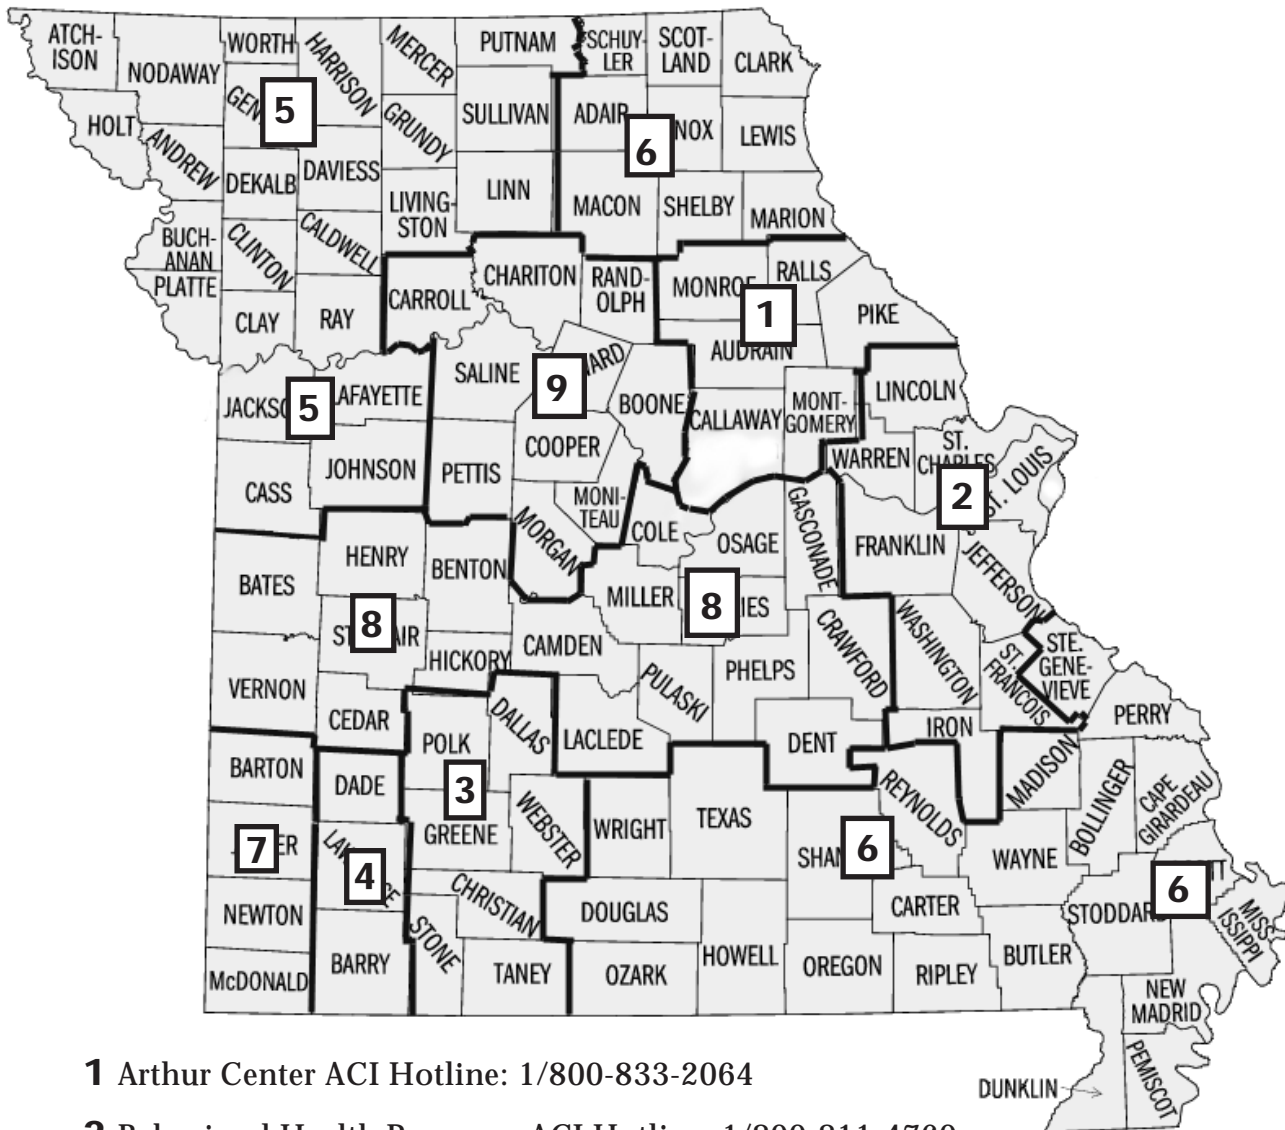 ATCH-
ISON
NODAWAY
WORTH
HARRISON
MERCER
PUTNAM
SCHUY-
LER
SCOT-
LAND
CLARK
HOLT
ANDREW
5
GRUNDY
SULLIVAN
ADAIR
6
LEWIS
DEKALB
DAVIESS
LIVING-
STON
LINN
MACON
SHELBY
MARION
BUCH-
ANAN
CLINTON
CALDWELL
PLATTE
CLAY
RAY
CARROLL
CHARITON
RAND-
OLPH
MONROE
RALLS
1
AUDRAIN
PIKE
5
LAFAYETTE
SALINE
9
BOONE
CALLAWAY
MONT-
GOMERY
LINCOLN
CASS
JOHNSON
PETTIS
COOPER
MONI-
TEAU
WARREN
ST.
CHARLES
ST. LOUIS
2
BATES
HENRY
BENTON
MORGAN
COLE
OSAGE
GASCONADE
FRANKLIN
JEFFERSON
8
HICKORY
CAMDEN
MILLER
8
VERNON
CEDAR
PULASKI
PHELPS
CRAWFORD
WASHINGTON
ST.
FRANCOIS
STE.
GENE-
VIEVE
BARTON
DADE
POLK
DALLAS
LACLEDE
DENT
IRON
MADISON
PERRY
3
GREENE
WEBSTER
WRIGHT
TEXAS
REYNOLDS
BOLLINGER
CAPE
GIRARDEAU
7
4
6
WAYNE
6
NEWTON
CHRISTIAN
DOUGLAS
CARTER
STODDARD
MISS-
ISSIPPI
McDONALD
BARRY
STONE
TANEY
OZARK
HOWELL
OREGON
RIPLEY
BUTLER
NEW
MADRID
DUNKLIN
PEMISCOT
1 Arthur Center ACI Hotline: 1/800-833-2064